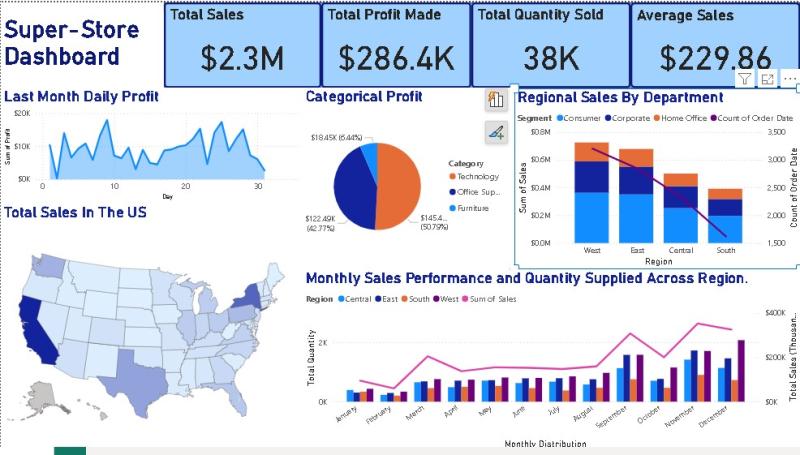 Super-Store
Dashboard
Total Sales
$2.3M
Total Profit Made
$286.4K
Total Quantity Sold
38K
Average Sales
$229.86
Last Month Daily Profit
Sum of Profit
$20K
$10K
$0K
0
10
20
30
Day
Categorical Profit
$18.45K (6.44%)
$122.49K
(42.77%)
$145.4...
(50.79%)
Category
Technology
Office Sup...
Furniture
Regional Sales By Department
Segment Consumer Corporate Home Office Count of Order Date
Sum of Sales
$0.8M
$0.6M
$0.4M
$0.2M
$0.0M
3,500
3,000
2,500
2,000
1,500
Count of Order Date
West East Central South
Region
Total Sales In The US
Monthly Sales Performance and Quantity Supplied Across Region.
Region Central East South West Sum of Sales
Total Quantity
2K
0K
$400K
$200K
$0K
Total Sales (Thousan...
January February March April May June July August September October November December
Monthly Distribution